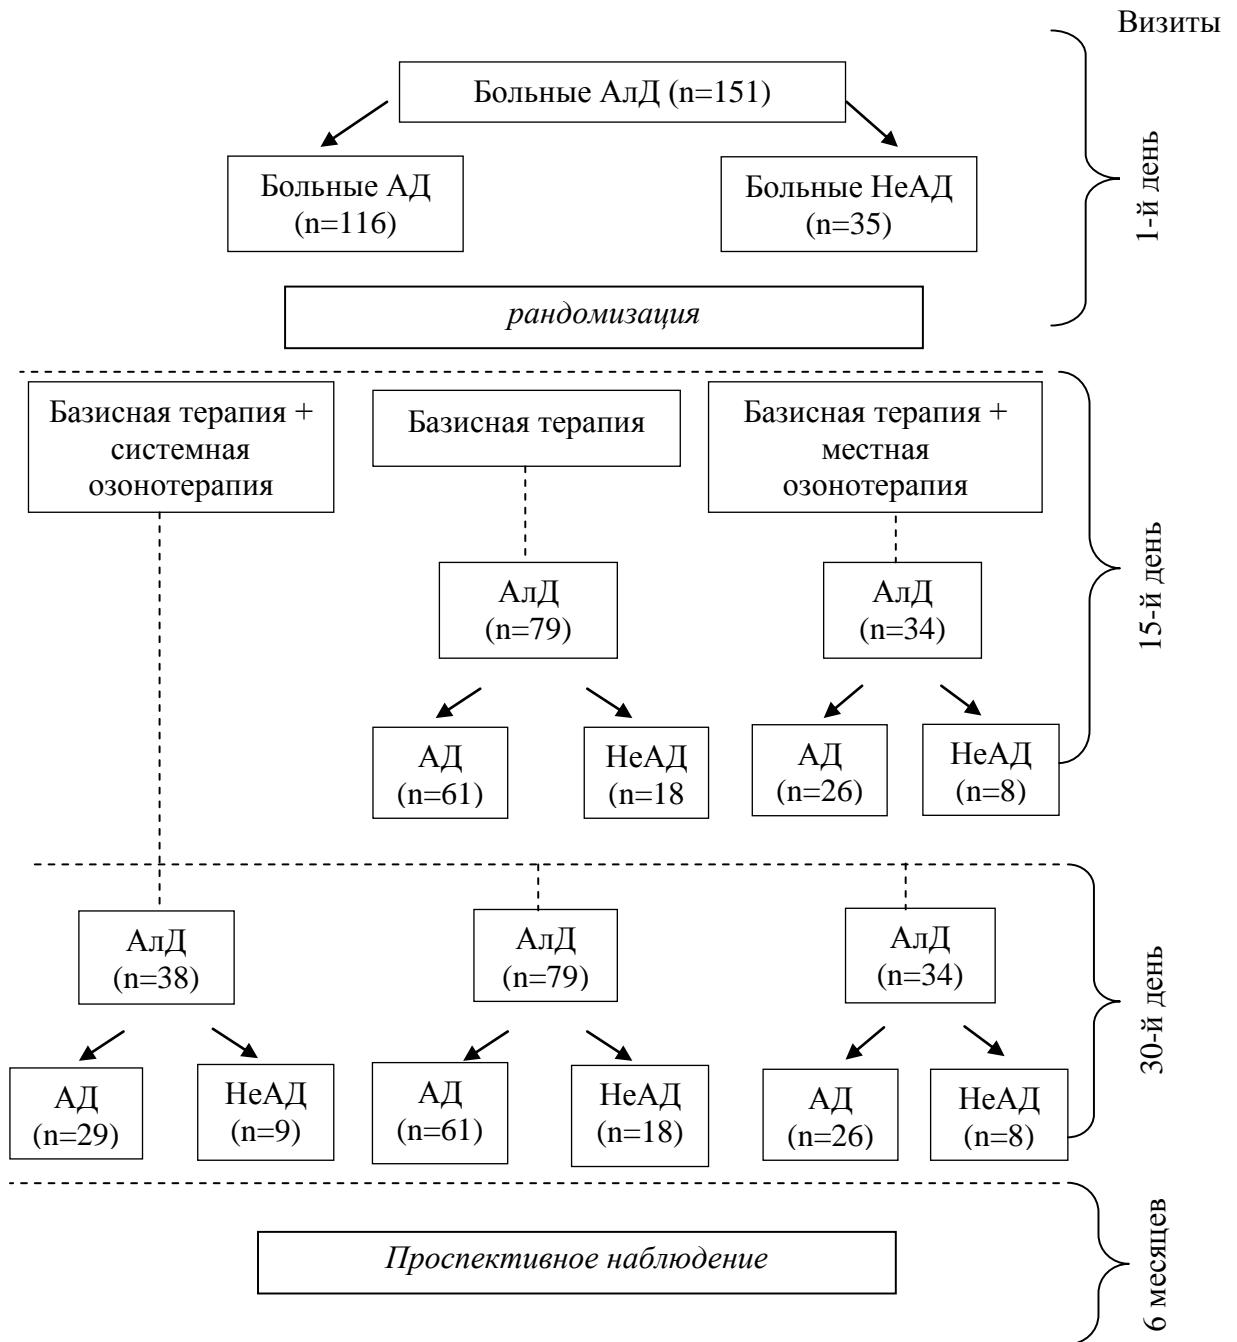 Визиты
Больные АлД (n=151)
Больные АД
(n=116)
Больные НеАД
(n=35)
1-й день
рандомизация
Базисная терапия +
системная
озонотерапия
Базисная терапия
Базисная терапия +
местная
озонотерапия
АлД
(n=79)
АлД
(n=34)
15-й день
АД
(n=61)
НеАД
(n=18
АД
(n=26)
НеАД
(n=8)
АлД
(n=38)
АлД
(n=79)
АлД
(n=34)
30-й день
АД
(n=29)
НеАД
(n=9)
АД
(n=61)
НеАД
(n=18)
АД
(n=26)
НеАД
(n=8)
Проспективное наблюдение
6 месяцев